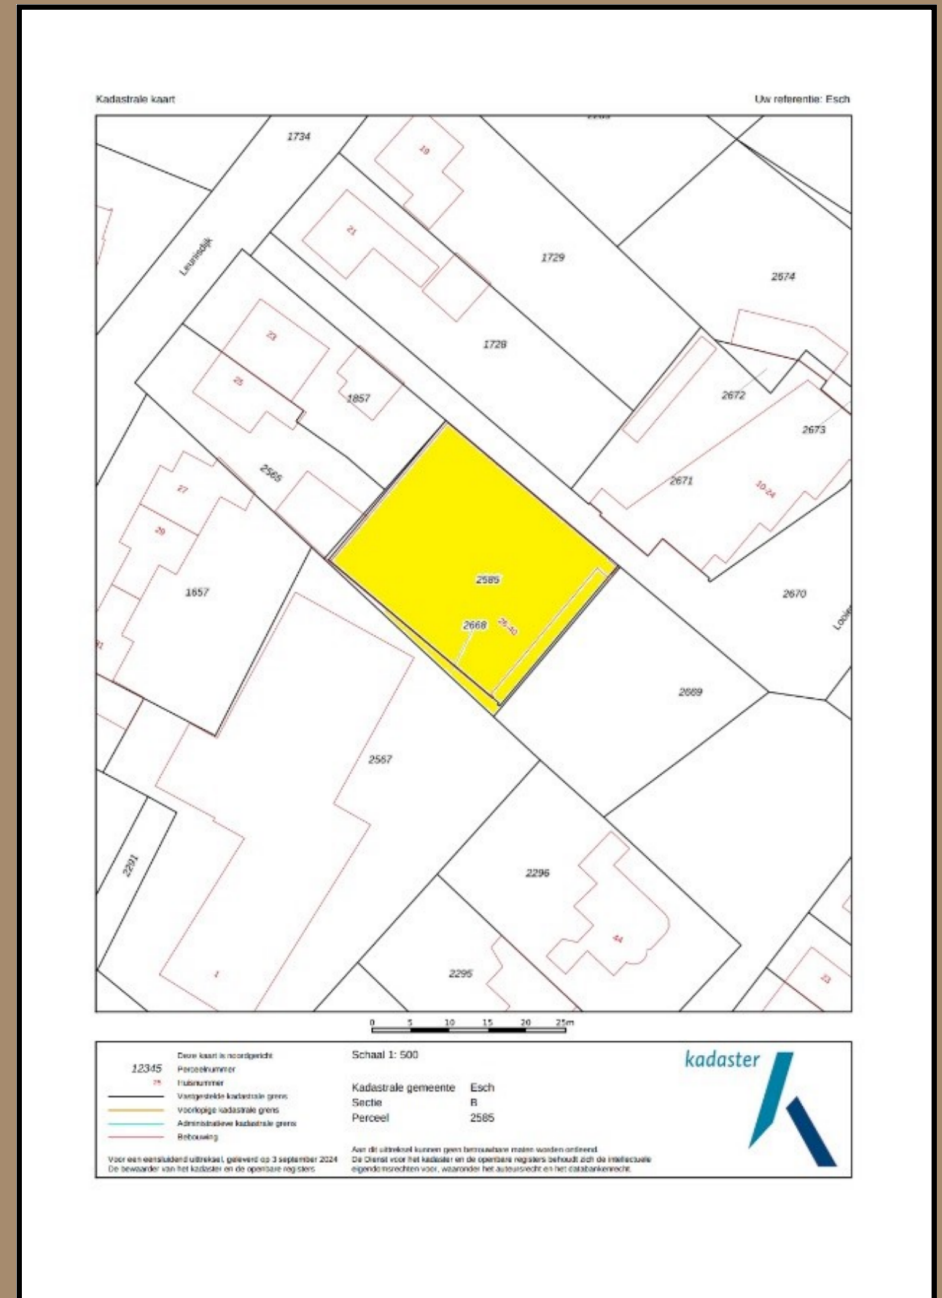 Kadastrale kaart
Uw referentie: Esch
1734
19
21
1729
2674
Leunisdijk
1728
23
25
1857
2672
2673
2565
2671
10-24
27
29
2585
1657
2668
26-40
2670
2669
2567
2291
2296
44
1
2295
23
0 5 10 15 20 25m
Deze kaart is noordgericht
12345 Perceelnummer
25 Huisnummer
Vastgestelde kadastrale grens
Voorlopige kadastrale grens
Administratieve kadastrale grens
Bebouwing
Voor een eensluidend uittreksel, geleverd op 3 september 2024
De bewaarder van het kadaster en de openbare registers
Schaal 1: 500
Kadastrale gemeente Esch
Sectie B
Perceel 2585
Aan dit uittreksel kunnen geen betrouwbare maten worden ontleend.
De Dienst voor het kadaster en de openbare registers behoudt zich de intellectuele
eigendomsrechten voor, waaronder het auteursrecht en het databankenrecht.
kadaster